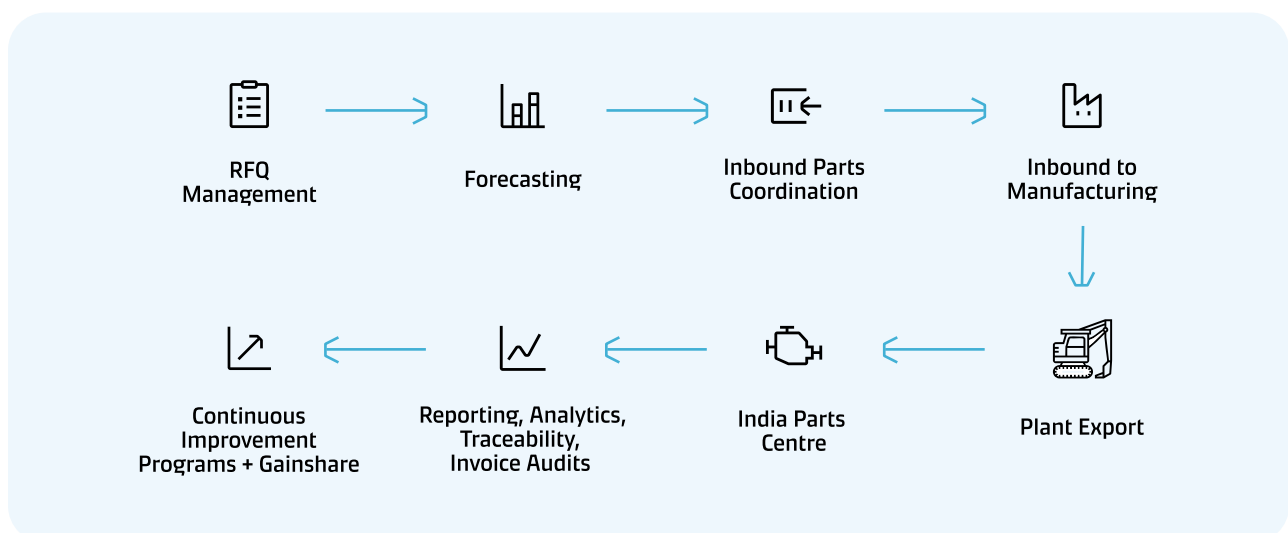 RFQ
Management
Forecasting
Inbound Parts
Coordination
Inbound to
Manufacturing
Plant Export
India Parts
Centre
Reporting, Analytics,
Traceability,
Invoice Audits
Continuous
Improvement
Programs + Gainshare